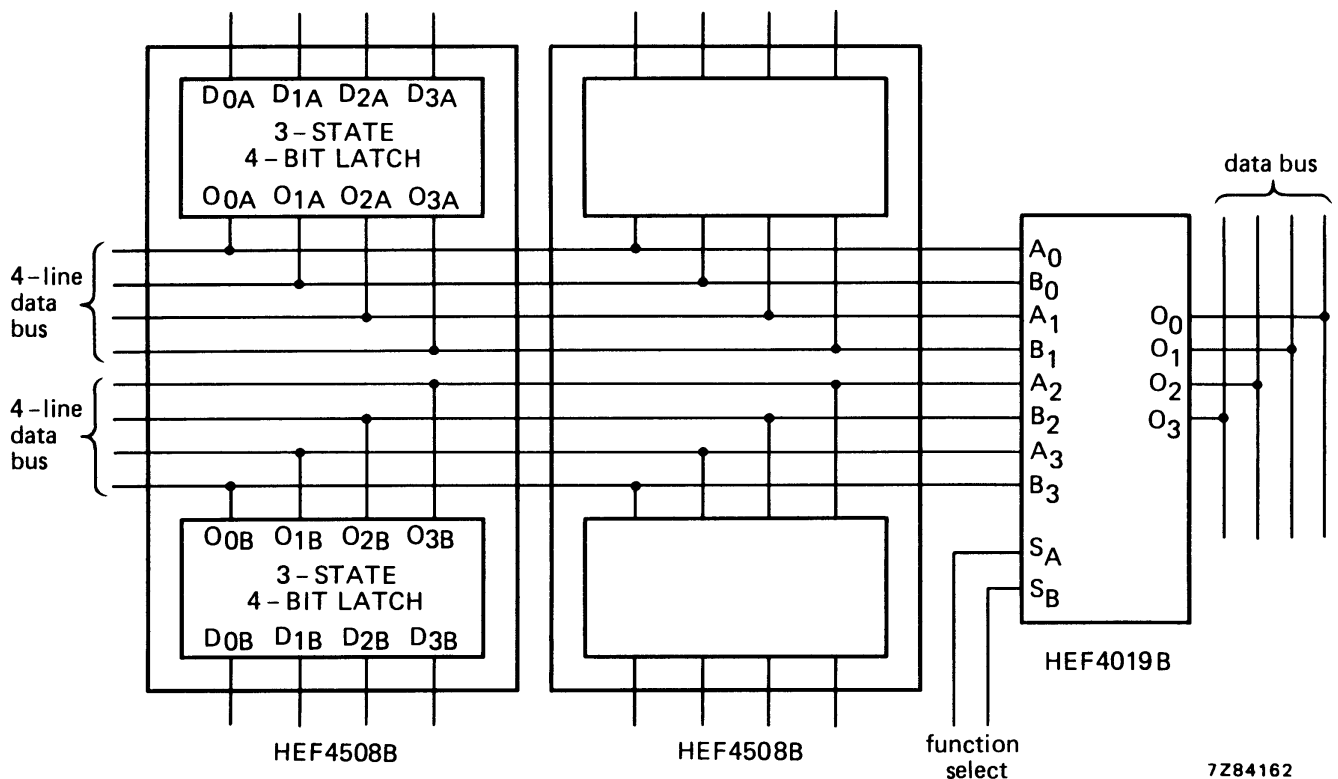 D0A D1A D2A D3A
3-STATE
4-BIT LATCH
O0A O1A O2A O3A
4-line
data
bus
4-line
data
bus
O0B O1B O2B O3B
3-STATE
4-BIT LATCH
D0B D1B D2B D3B
HEF4508B
HEF4508B
data bus
A0
B0
A1
B1
A2
B2
A3
B3
SA
SB
O0
O1
O2
O3
HEF4019B
function
select
7Z84162